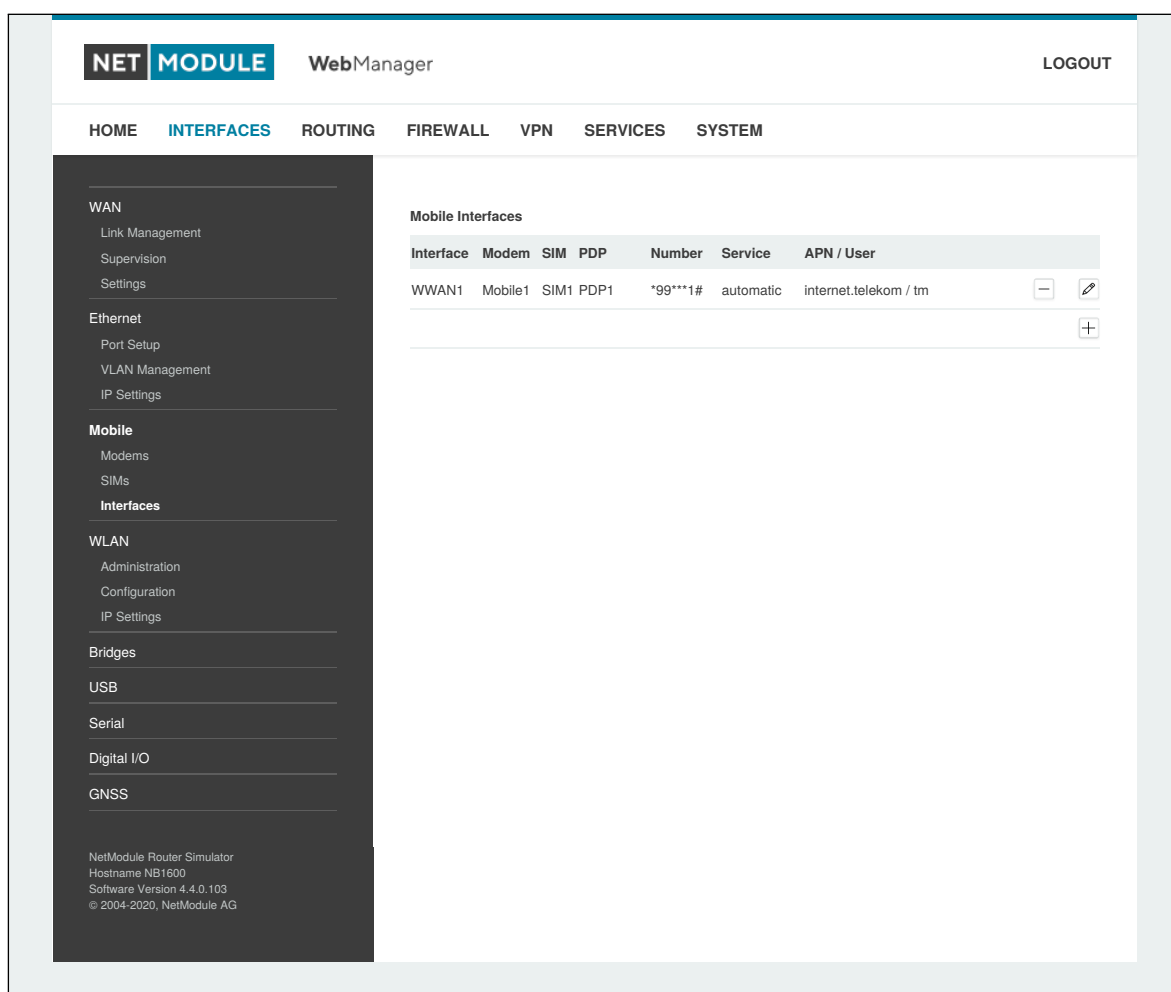 NET MODULE WebManager LOGOUT
HOME INTERFACES ROUTING FIREWALL VPN SERVICES SYSTEM
WAN
Link Management
Supervision
Settings
Ethernet
Port Setup
VLAN Management
IP Settings
Mobile
Modems
SIMs
Interfaces
WLAN
Administration
Configuration
IP Settings
Bridges
USB
Serial
Digital I/O
GNSS
NetModule Router Simulator
Hostname NB1600
Software Version 4.4.0.103
© 2004-2020, NetModule AG
Mobile Interfaces
Interface Modem SIM PDP Number Service APN / User
WWAN1 Mobile1 SIM1 PDP1 *99***1# automatic internet.telekom / tm